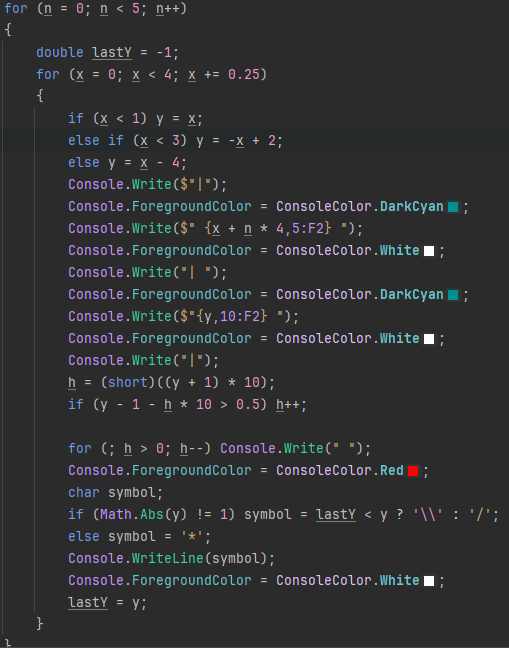 for (n = 0; n < 5; n++)
{
double lastY = -1;
for (x = 0; x < 4; x += 0.25)
{
if (x < 1) y = x;
else if (x < 3) y = -x + 2;
else y = x - 4;
Console.Write($"|");
Console.ForegroundColor = ConsoleColor.DarkCyan;
Console.Write($" {x + n * 4,5:F2} ");
Console.ForegroundColor = ConsoleColor.White;
Console.Write("| ");
Console.ForegroundColor = ConsoleColor.DarkCyan;
Console.Write($"{y,10:F2} ");
Console.ForegroundColor = ConsoleColor.White;
Console.Write("|");
h = (short)((y + 1) * 10);
if (y - 1 - h * 10 > 0.5) h++;
for (; h > 0; h--) Console.Write(" ");
Console.ForegroundColor = ConsoleColor.Red;
char symbol;
if (Math.Abs(y) != 1) symbol = lastY < y ? '\\' : '/';
else symbol = '*';
Console.WriteLine(symbol);
Console.ForegroundColor = ConsoleColor.White;
lastY = y;
}
}